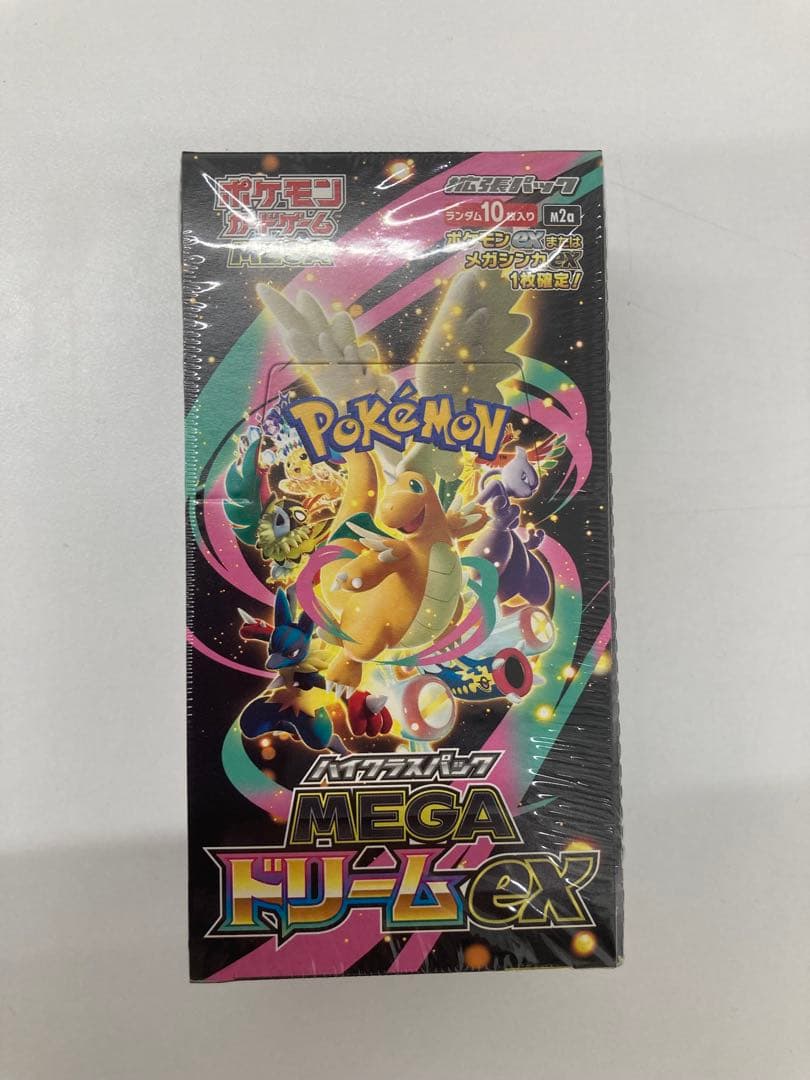 ポケモン
カードゲーム
MEGA
拡張パック
ランダム10枚入り
M2a
ポケモンexまたは
メガシンカex
1枚確定!
POKéMON
ハイクラスパック
MEGA
ドリームex